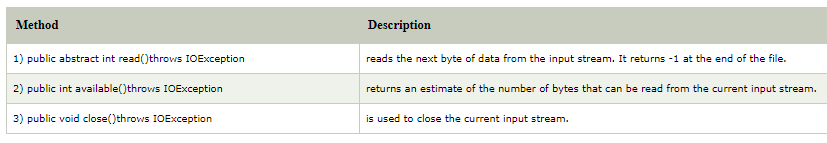 Method Description
1) public abstract int read()throws IOException reads the next byte of data from the input stream. It returns -1 at the end of the file.
2) public int available()throws IOException returns an estimate of the number of bytes that can be read from the current input stream.
3) public void close()throws IOException is used to close the current input stream.